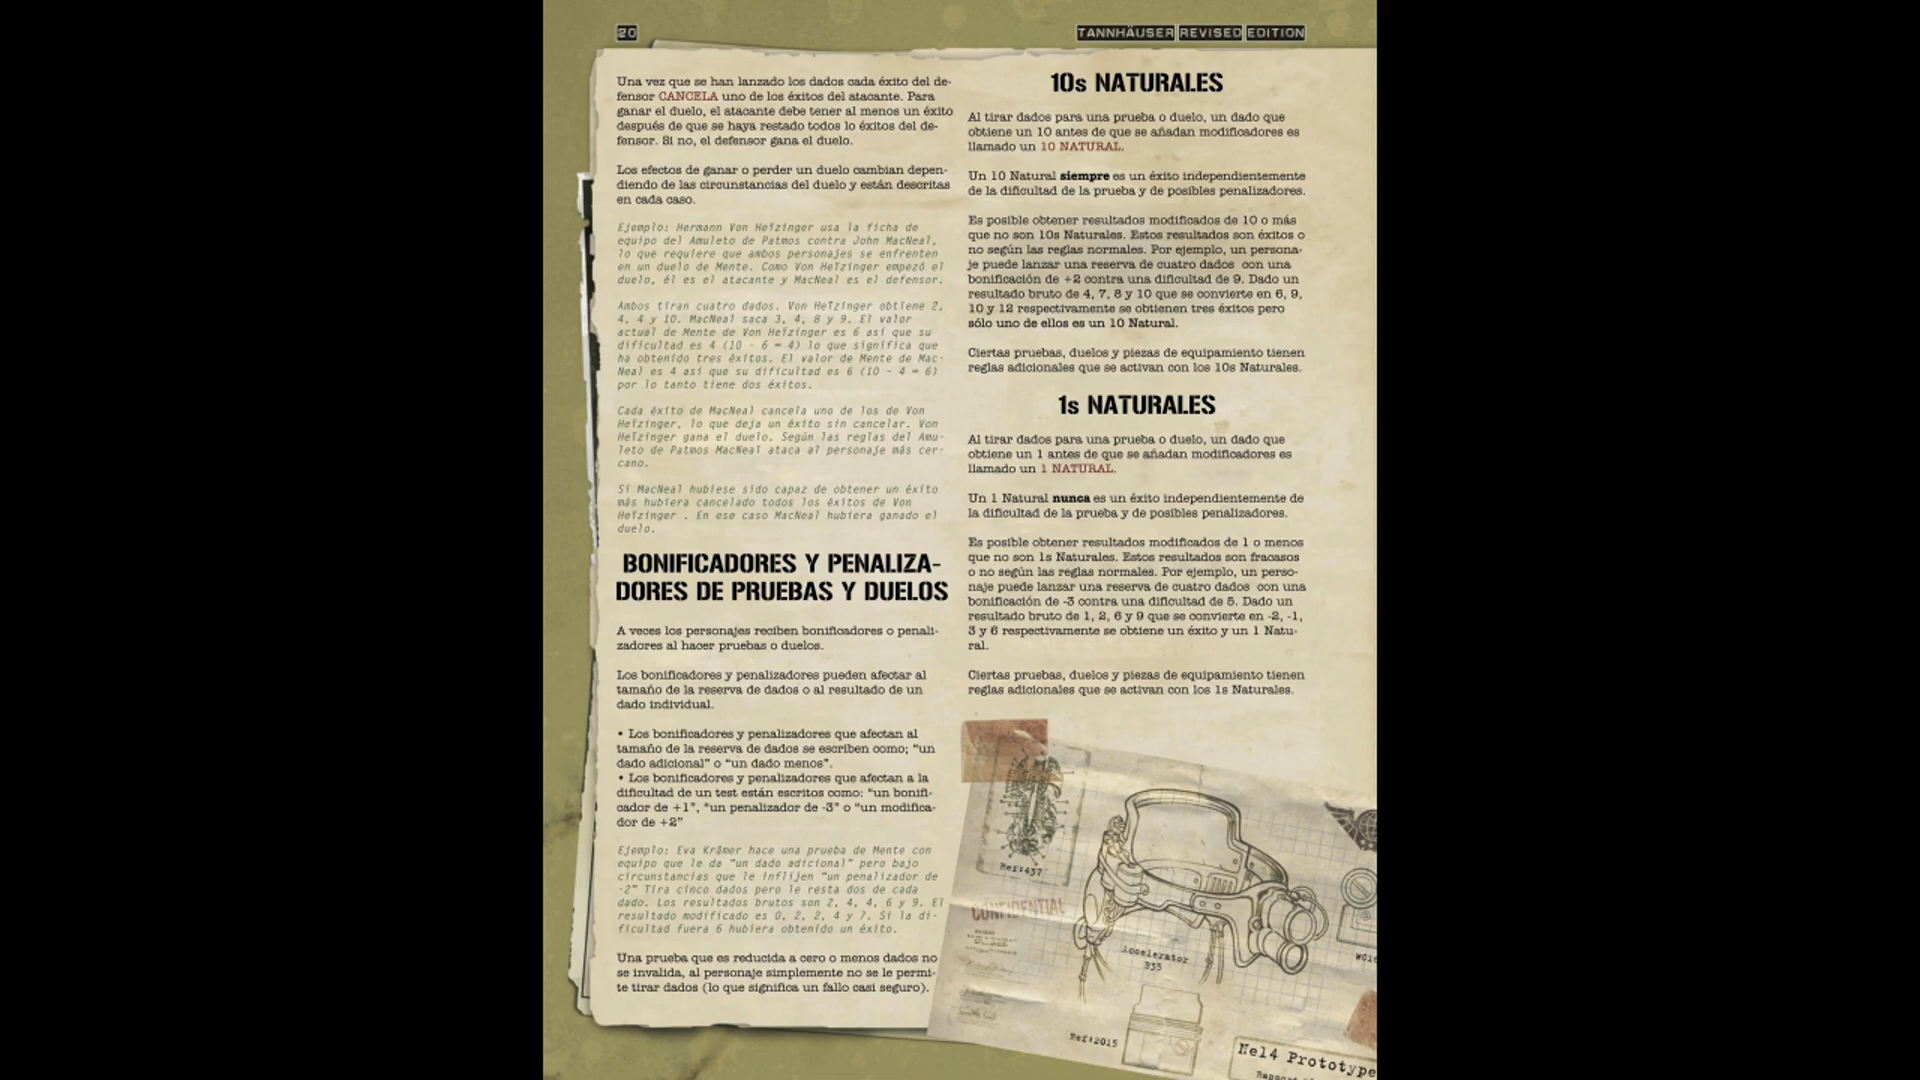 20
TANNHÄUSER REVISED EDITION
Una vez que se han lanzado los dados cada éxito del de-
fensor CANCELA uno de los éxitos del atacante. Para
ganar el duelo, el atacante debe tener al menos un éxito
después de que se haya restado todos lo éxitos del de-
fensor. Si no, el defensor gana el duelo.
Los efectos de ganar o perder un duelo cambian depen-
diendo de las circunstancias del duelo y están descritas
en cada caso.
Ejemplo: Hermann Von Heïzinger usa la ficha de
equipo del Amuleto de Patmos contra John MacNeal,
lo que requiere que ambos personajes se enfrenten
en un duelo de Mente. Como Von Heïzinger empezó el
duelo, él es el atacante y MacNeal es el defensor.
Ambos tiran cuatro dados. Von Heïzinger obtiene 2,
4, 4 y 10. MacNeal saca 3, 4, 8 y 9. El valor
actual de Mente de Von Heïzinger es 6 así que su
dificultad es 4 (10 - 6 = 4) lo que significa que
ha obtenido tres éxitos. El valor de Mente de Mac-
Neal es 4 así que su dificultad es 6 (10 - 4 = 6)
por lo tanto tiene dos éxitos.
Cada éxito de MacNeal cancela uno de los de Von
Heïzinger, lo que deja un éxito sin cancelar. Von
Heïzinger gana el duelo. Según las reglas del Amu-
leto de Patmos MacNeal ataca al personaje más cer-
cano.
Si MacNeal hubiese sido capaz de obtener un éxito
más hubiera cancelado todos los éxitos de Von
Heïzinger . En ese caso MacNeal hubiera ganado el
duelo.
BONIFICADORES Y PENALIZA-
DORES DE PRUEBAS Y DUELOS
A veces los personajes reciben bonificadores o penali-
zadores al hacer pruebas o duelos.
Los bonificadores y penalizadores pueden afectar al
tamaño de la reserva de dados o al resultado de un
dado individual.
• Los bonificadores y penalizadores que afectan al
tamaño de la reserva de dados se escriben como; “un
dado adicional” o “un dado menos”.
• Los bonificadores y penalizadores que afectan a la
dificultad de un test están escritos como: “un bonifi-
cador de +1”, “un penalizador de -3” o “un modifica-
dor de +2”
Ejemplo: Eva Krämer hace una prueba de Mente con
equipo que le da “un dado adicional” pero bajo
circunstancias que le inflijen “un penalizador de
-2” Tira cinco dados pero le resta dos de cada
dado. Los resultados brutos son 2, 4, 4, 6 y 9. El
resultado modificado es 0, 2, 2, 4 y 7. Si la di-
ficultad fuera 6 hubiera obtenido un éxito.
Una prueba que es reducida a cero o menos dados no
se invalida, al personaje simplemente no se le permi-
te tirar dados (lo que significa un fallo casi seguro).
10s NATURALES
Al tirar dados para una prueba o duelo, un dado que
obtiene un 10 antes de que se añadan modificadores es
llamado un 10 NATURAL.
Un 10 Natural siempre es un éxito independientemente
de la dificultad de la prueba y de posibles penalizadores.
Es posible obtener resultados modificados de 10 o más
que no son 10s Naturales. Estos resultados son éxitos o
no según las reglas normales. Por ejemplo, un persona-
je puede lanzar una reserva de cuatro dados con una
bonificación de +2 contra una dificultad de 9. Dado un
resultado bruto de 4, 7, 8 y 10 que se convierte en 6, 9,
10 y 12 respectivamente se obtienen tres éxitos pero
sólo uno de ellos es un 10 Natural.
Ciertas pruebas, duelos y piezas de equipamiento tienen
reglas adicionales que se activan con los 10s Naturales.
1s NATURALES
Al tirar dados para una prueba o duelo, un dado que
obtiene un 1 antes de que se añadan modificadores es
llamado un 1 NATURAL.
Un 1 Natural nunca es un éxito independientemente de
la dificultad de la prueba y de posibles penalizadores.
Es posible obtener resultados modificados de 1 o menos
que no son 1s Naturales. Estos resultados son fracasos
o no según las reglas normales. Por ejemplo, un perso-
naje puede lanzar una reserva de cuatro dados con una
bonificación de -3 contra una dificultad de 5. Dado un
resultado bruto de 1, 2, 6 y 9 que se convierte en -2, -1,
3 y 6 respectivamente se obtiene un éxito y un 1 Natu-
ral.
Ciertas pruebas, duelos y piezas de equipamiento tienen
reglas adicionales que se activan con los 1s Naturales.
Ref:437
CONFIDENTIAL
Accelerator
B35
Ref:2015
Nel4 Prototype